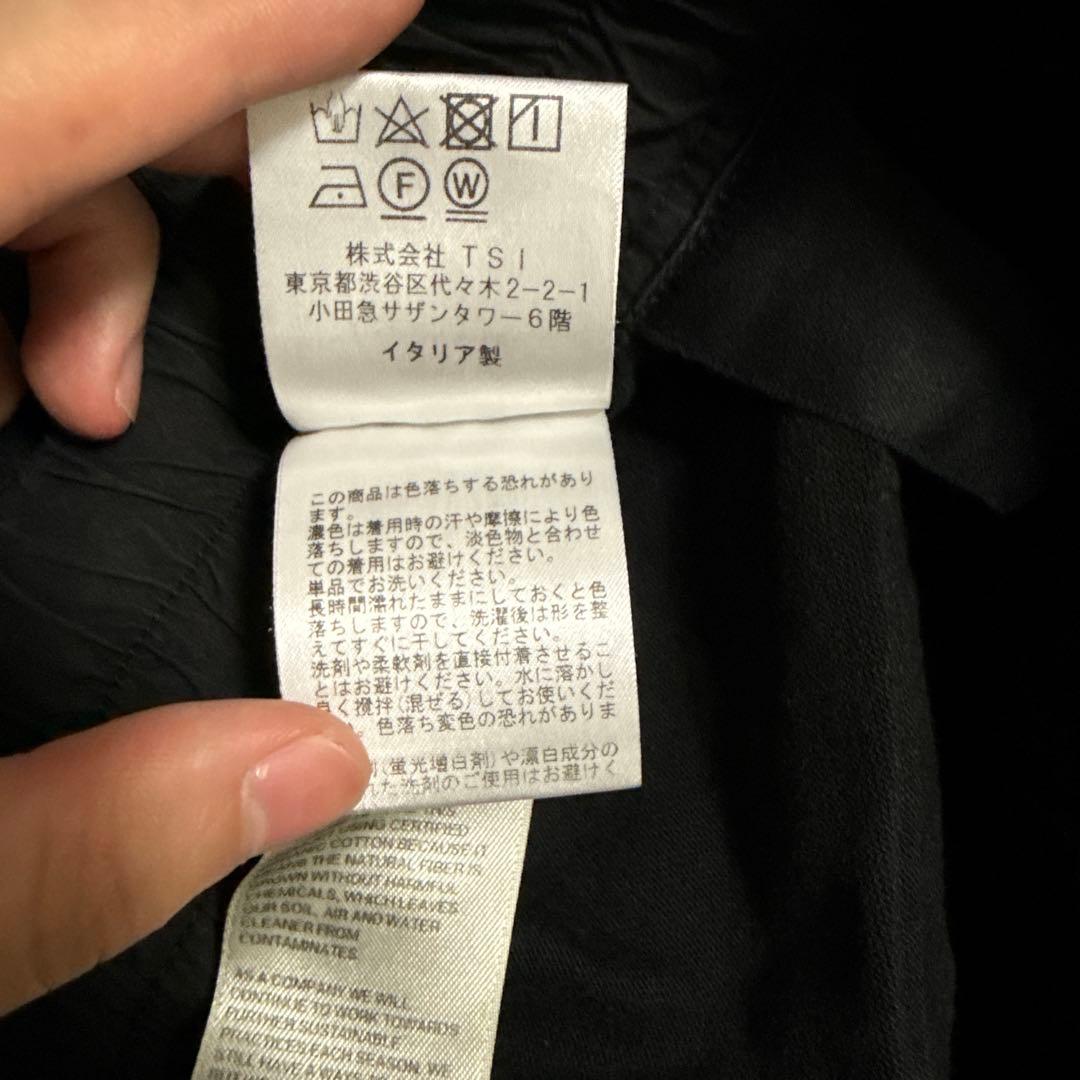 F W
株式会社 TSI
東京都渋谷区代々木2-2-1
小田急サザンタワー6階
イタリア製
この商品は色落ちする恐れがあり
ます。
濃色は着用時の汗や摩擦により色
落ちしますので、淡色物と合わせ
ての着用はお避けください。
単品でお洗いください。
長時間濡れたままにしておくと色
落ちしますので、洗濯後は形を整
えてすぐに干してください。
洗剤や柔軟剤を直接付着させるこ
とはお避けください。水に溶かし
良く攪拌(混ぜる)してお使いくだ
。色落ち変色の恐れがありま
(蛍光増白剤)や漂白成分の
た洗剤のご使用はお避けく
USING CERTIFIED
COTTON BECAUSE IT
THE NATURAL FIBER IS
GROWN WITHOUT HARMFUL
CHEMICALS, WHICH LEAVES
OUR SOIL, AIR AND WATER
CLEANER FROM
CONTAMINATES.
AS A COMPANY WE WILL
CONTINUE TO WORK TOWARDS
FURTHER SUSTAINABLE
PRACTICES EACH SEASON. WE
STILL HAVE A WAYS